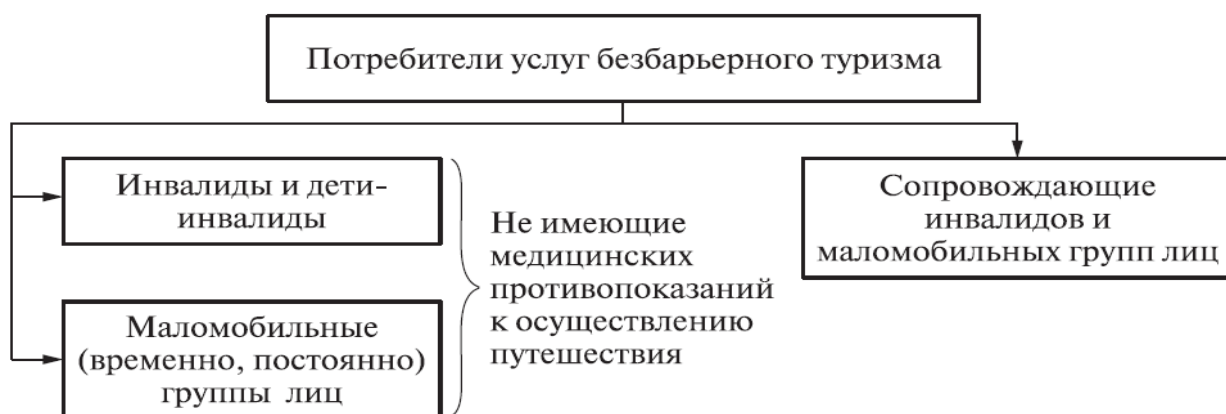 Потребители услуг безбарьерного туризма
Инвалиды и дети-
инвалиды
Маломобильные
(временно, постоянно)
группы лиц
Не имеющие
медицинских
противопоказаний
к осуществлению
путешествия
Сопровождающие
инвалидов и
маломобильных групп лиц